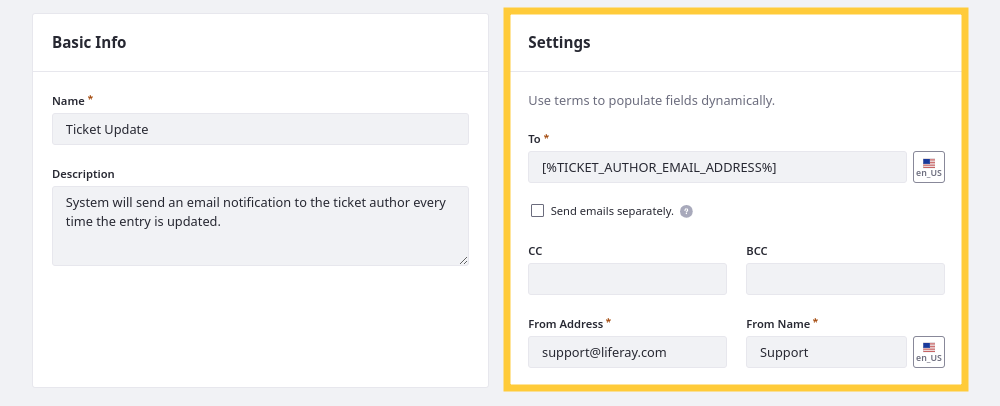 Basic Info
Name *
Ticket Update
Description
System will send an email notification to the ticket author every
time the entry is updated.
Settings
Use terms to populate fields dynamically.
To *
[%TICKET_AUTHOR_EMAIL_ADDRESS%]
en_US
Send emails separately. ?
CC
BCC
From Address *
From Name *
support@liferay.com
Support
en_US